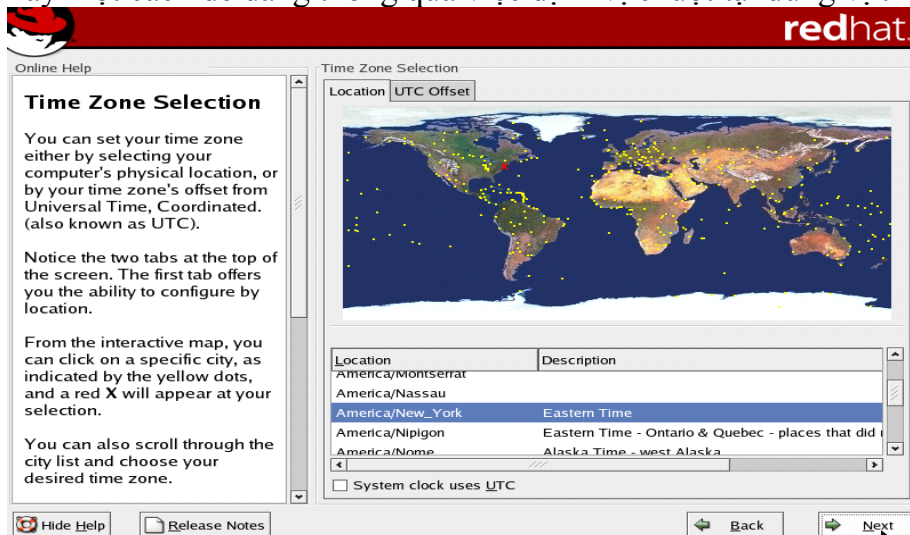 redhat.
Online Help
Time Zone Selection
You can set your time zone
either by selecting your
computer's physical location, or
by your time zone's offset from
Universal Time, Coordinated.
(also known as UTC).
Notice the two tabs at the top of
the screen. The first tab offers
you the ability to configure by
location.
From the interactive map, you
can click on a specific city, as
indicated by the yellow dots,
and a red X will appear at your
selection.
You can also scroll through the
city list and choose your
desired time zone.
Time Zone Selection
Location UTC Offset
Location Description
America/Montserrat
America/Nassau
America/New_York Eastern Time
America/Nipigon Eastern Time - Ontario & Quebec - places that did
America/Nome Alaska Time - west Alaska
System clock uses UTC
Hide Help Release Notes Back Next